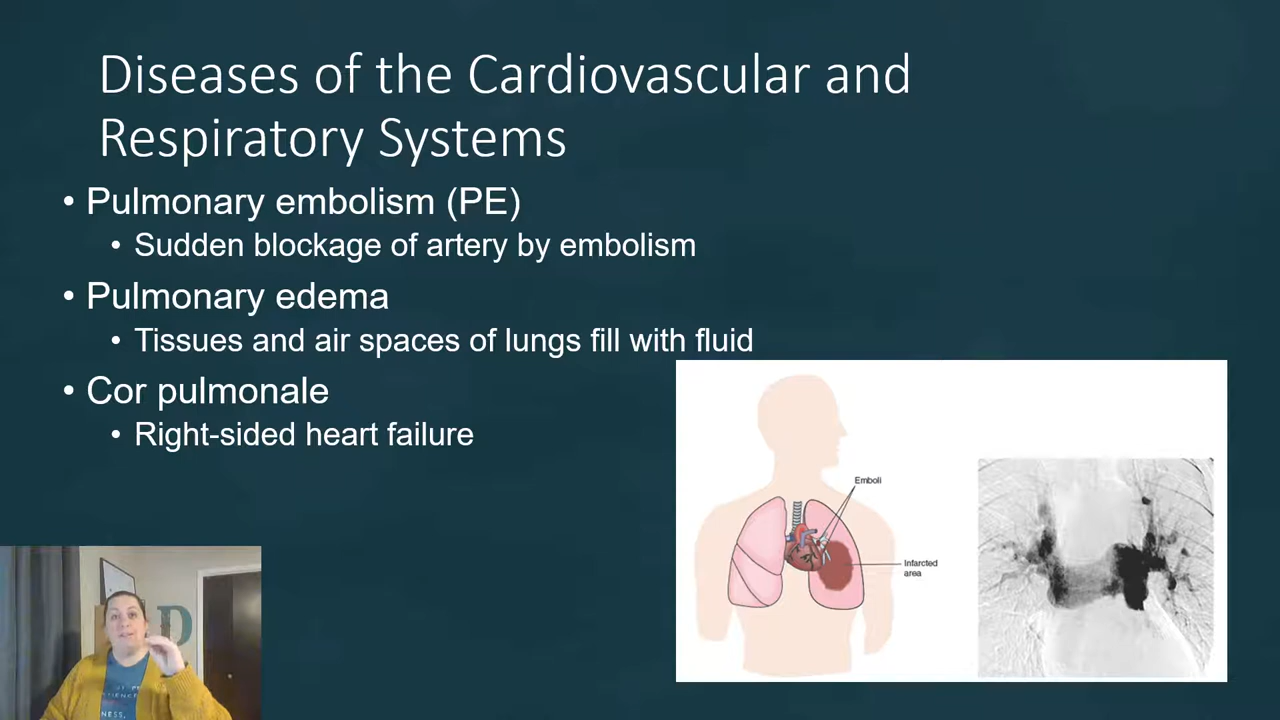 Diseases of the Cardiovascular and
Respiratory Systems
• Pulmonary embolism (PE)
• Sudden blockage of artery by embolism
• Pulmonary edema
• Tissues and air spaces of lungs fill with fluid
• Cor pulmonale
• Right-sided heart failure
Emboli
Infarcted
area
D